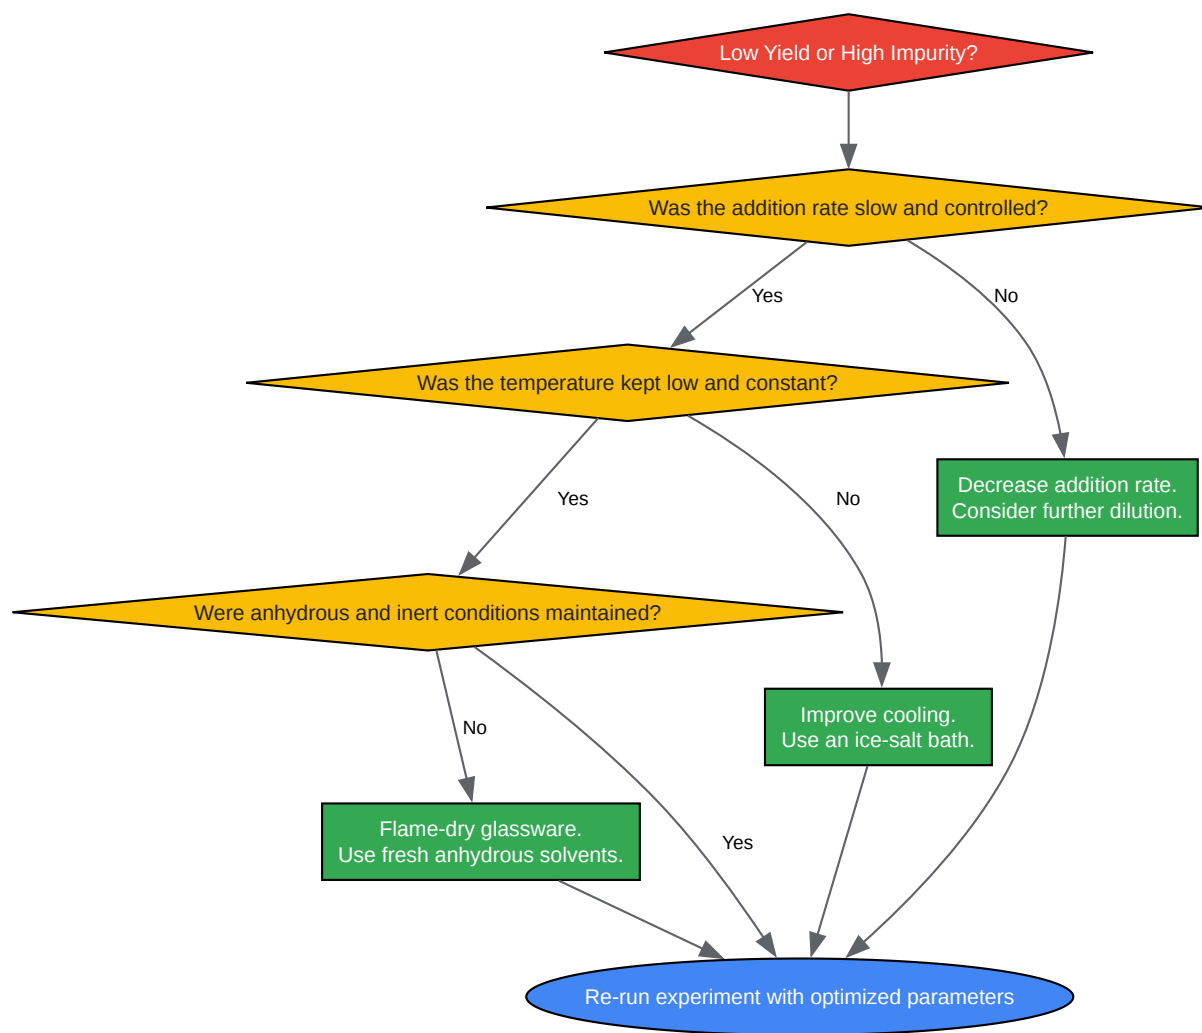 Low Yield or High Impurity?
Was the addition rate slow and controlled?
Yes
No
Was the temperature kept low and constant?
Yes
No
Decrease addition rate.
Consider further dilution.
Were anhydrous and inert conditions maintained?
No
Yes
Improve cooling.
Use an ice-salt bath.
Flame-dry glassware.
Use fresh anhydrous solvents.
Re-run experiment with optimized parameters